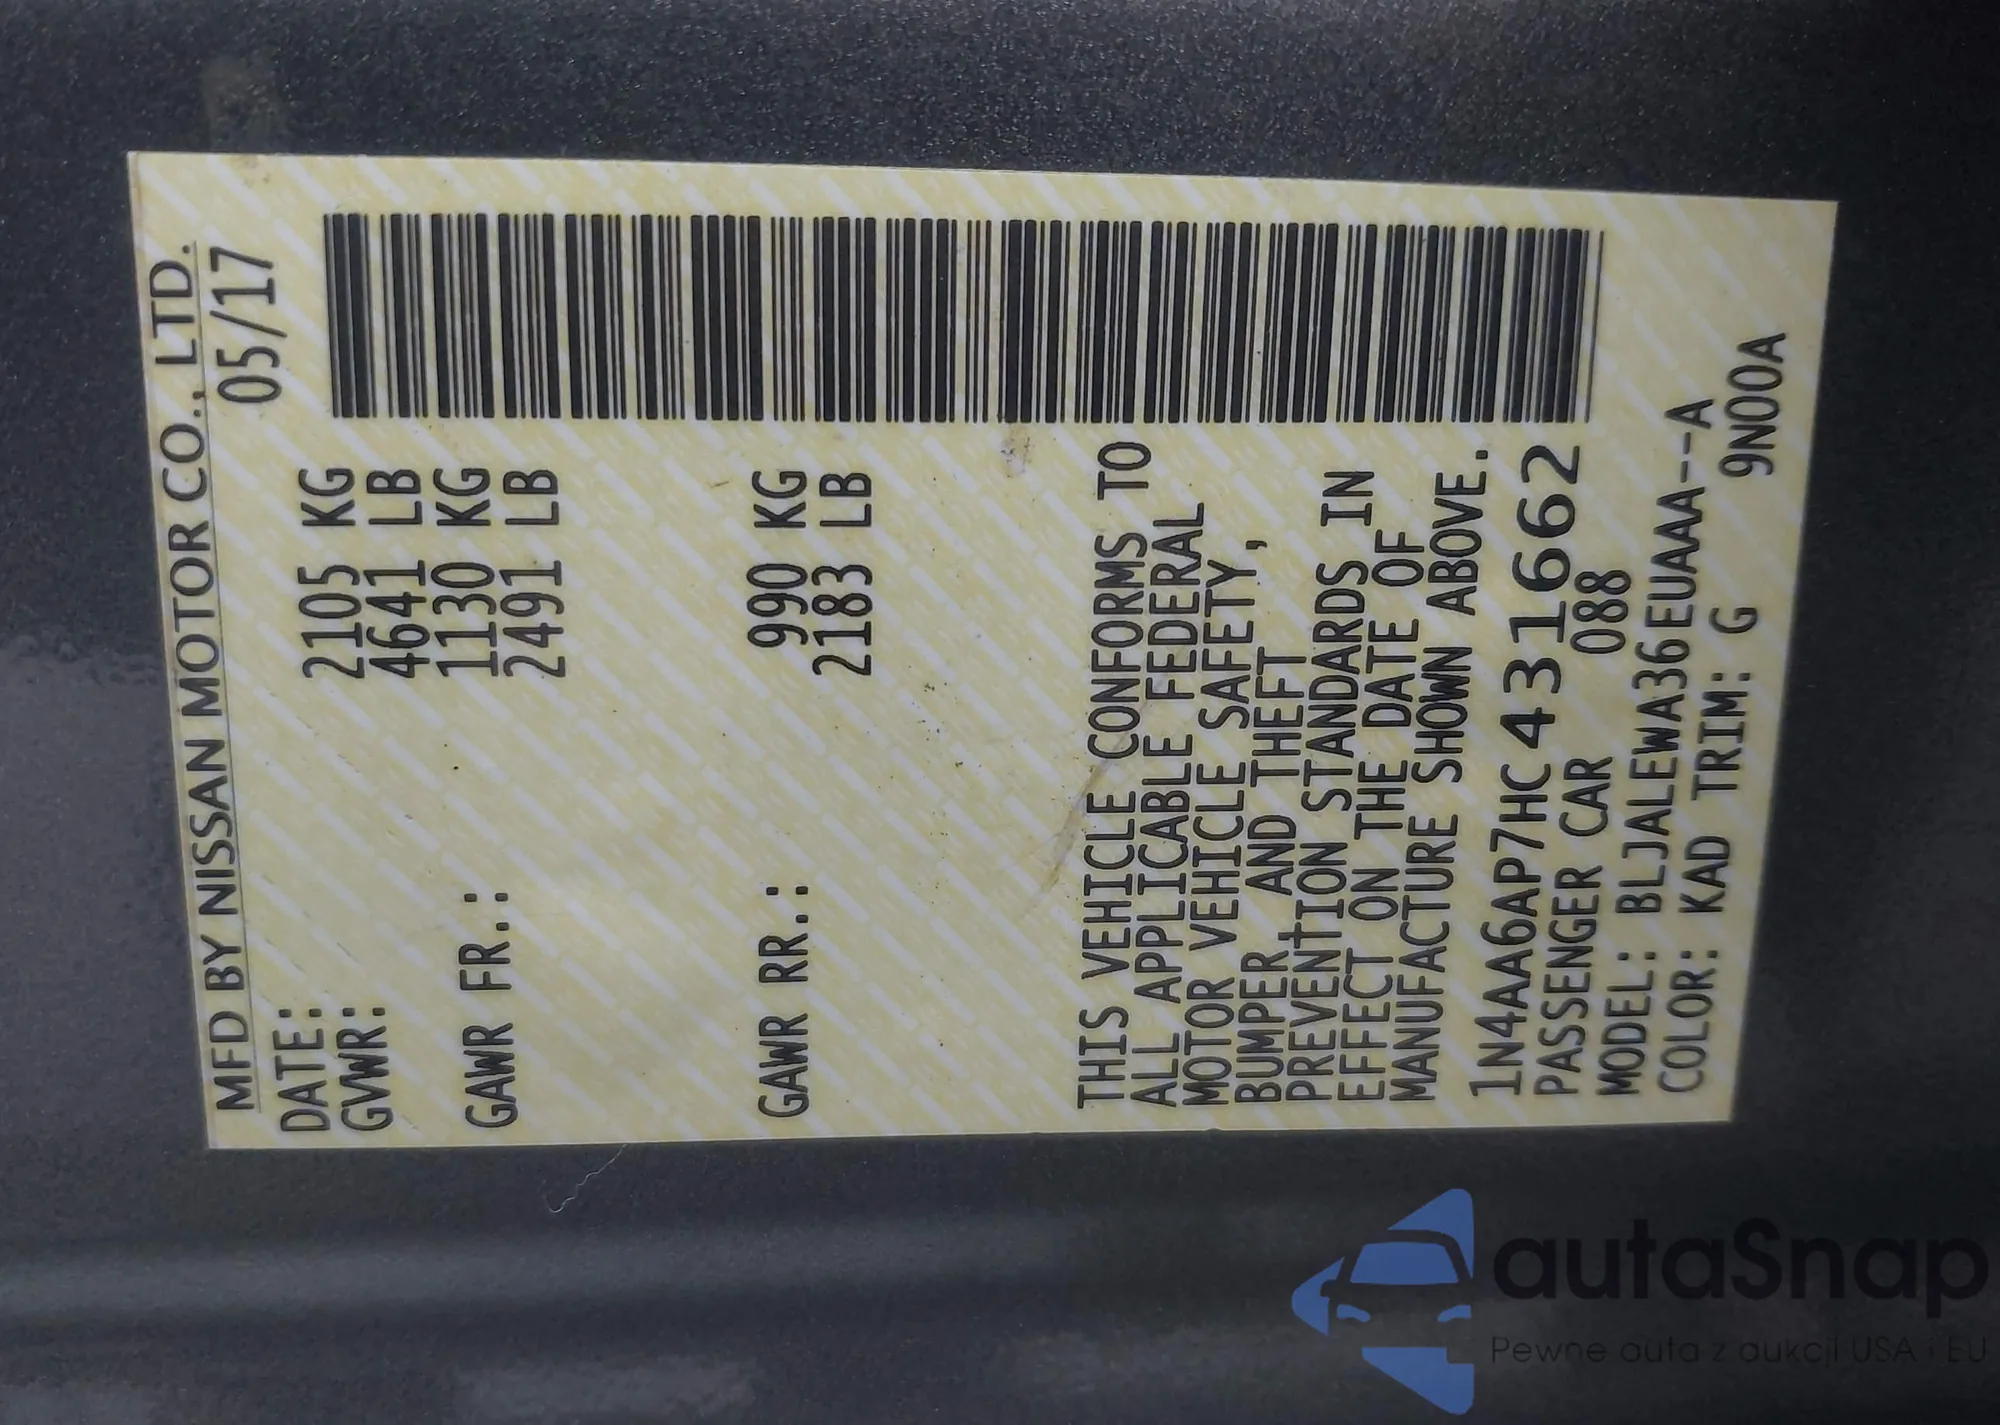 MFD BY NISSAN MOTOR CO., LTD.
DATE: 05/17
GVWR: 2105 KG
4641 LB
GAWR FR.: 1130 KG
2491 LB
GAWR RR.: 990 KG
2183 LB
THIS VEHICLE CONFORMS TO
ALL APPLICABLE FEDERAL
MOTOR VEHICLE SAFETY,
BUMPER AND THEFT
PREVENTION STANDARDS IN
EFFECT ON THE DATE OF
MANUFACTURE SHOWN ABOVE.
1N4AA6AP7HC431662
PASSENGER CAR 088
MODEL: BLJALEWA36EUAAA--A
COLOR: KAD TRIM: G 9N00A
autaSnap
Pewne auta z aukcji USA i EU